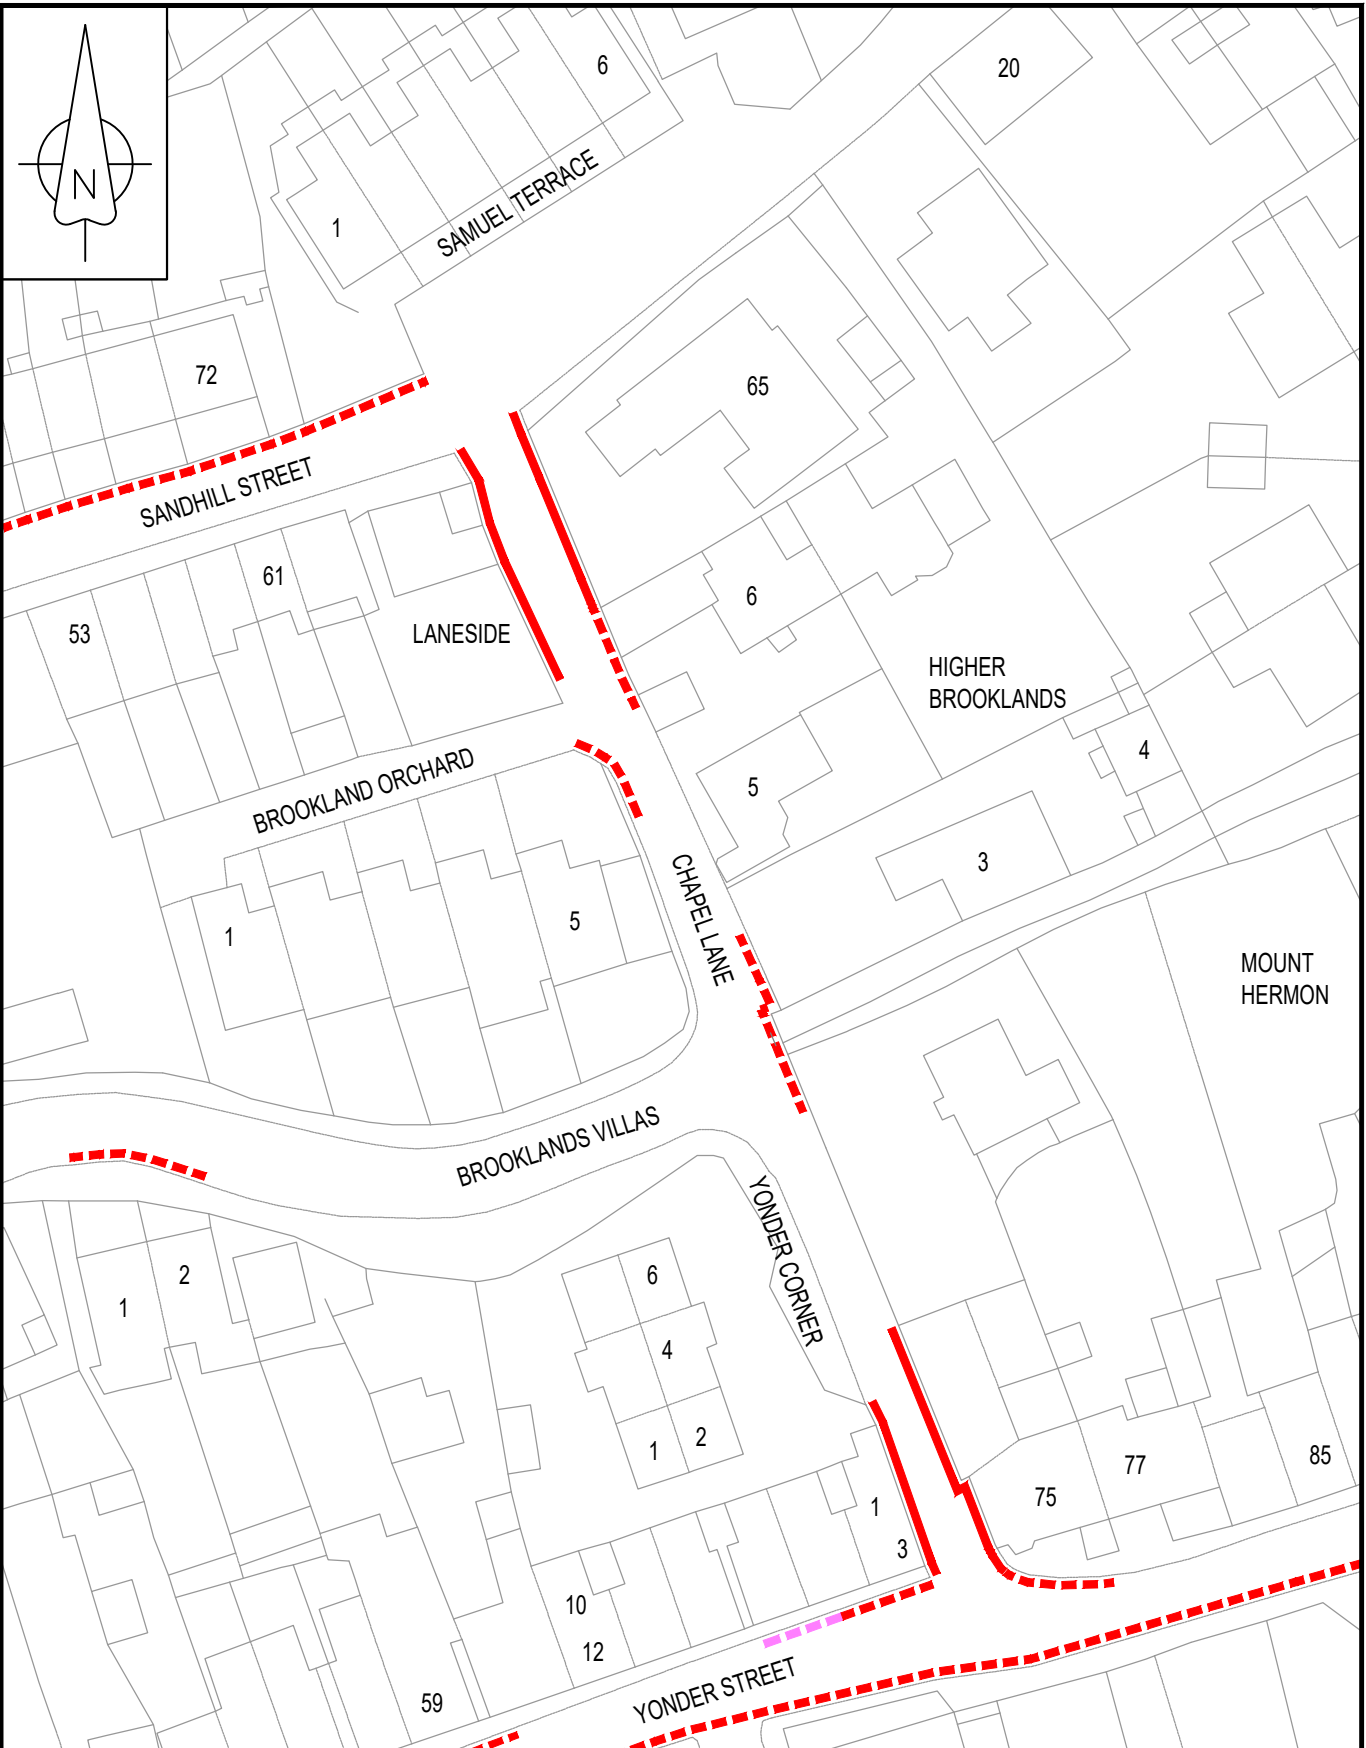 6
20
N
SAMUEL TERRACE
1
72
65
SANDHILL STREET
61
6
53
LANESIDE
HIGHER
BROOKLANDS
4
BROOKLAND ORCHARD
5
3
CHAPEL LANE
5
1
MOUNT
HERMON
BROOKLANDS VILLAS
YONDER CORNER
2
6
1
4
2
1
77
85
75
1
3
10
12
YONDER STREET
59